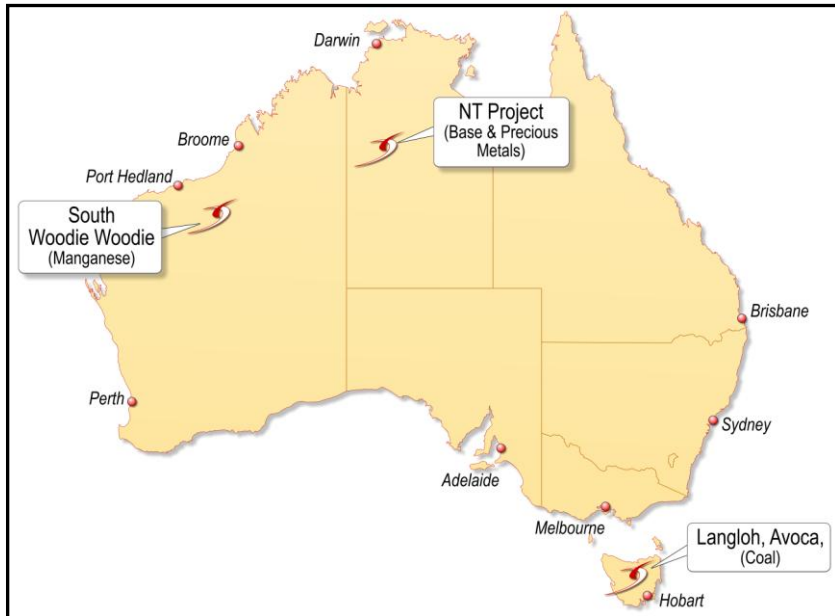 Darwin
NT Project
(Base & Precious
Metals)
Broome
Port Hedland
South
Woodie Woodie
(Manganese)
Brisbane
Perth
Sydney
Adelaide
Melbourne
Langloh, Avoca,
(Coal)
Hobart